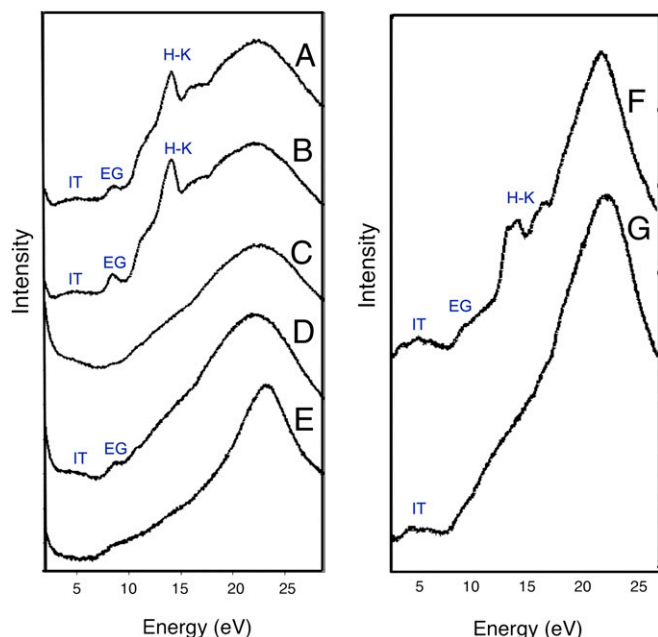 A
H-K
EG
IT
B
H-K
EG
IT
C
D
EG
IT
E
Intensity
5 10 15 20 25
Energy (eV)
F
H-K
EG
IT
G
IT
Intensity
5 10 15 20 25
Energy (eV)